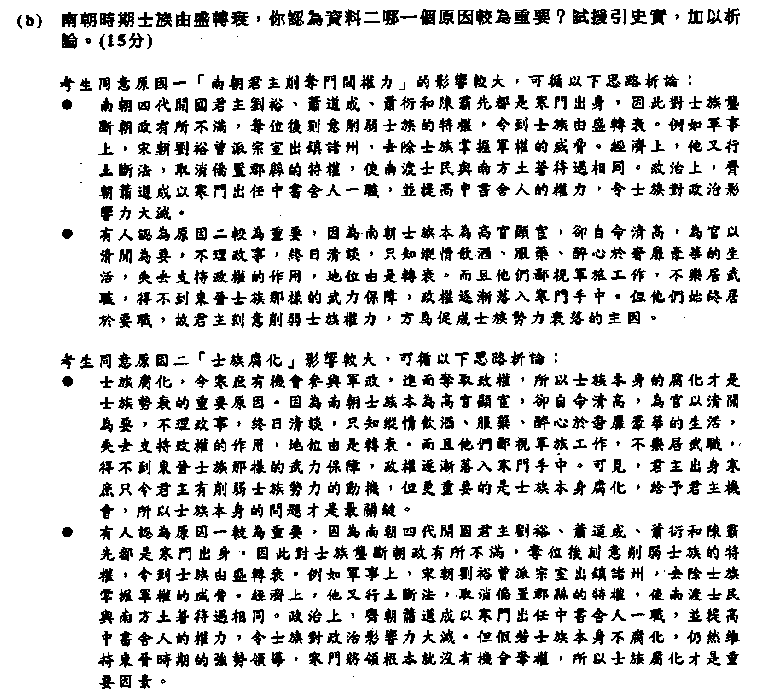 (b) 南朝時期士族由盛轉衰，你認為資料二哪一個原因較為重要？試援引史實，加以析
論。(15分)
考生同意原因一「南朝君主削奪門閥權力」的影響較大，可循以下思路析論：
● 南朝四代開國君主劉裕、蕭道成、蕭衍和陳霸先都是寒門出身，因此對士族壟
斷朝政有所不滿，奪位後刻意削弱士族的特權，令到士族由盛轉衰。例如軍事
上，宋朝劉裕曾派宗室出鎮諸州，去除士族掌握軍權的威脅。經濟上，他又行
土斷法，取消僑置郡縣的特權，使南渡士民與南方土著待遇相同。政治上，齊
朝蕭道成以寒門出任中書舍人一職，並提高中書舍人的權力，令士族對政治影
響力大減。
● 有人認為原因二較為重要，因為南朝士族本為高官顯宦，卻自命清高，為官以
清閒為要，不理政事，終日清談，只知縱情飲酒、服藥、醉心於奢靡豪華的生
活，失去支持政權的作用，地位由是轉衰。而且他們鄙視軍旅工作，不樂居武
職，得不到東晉士族那樣的武力保障，政權逐漸落入寒門手中。但他們始終居
於要職，故君主刻意削弱士族權力，方為促成士族勢力衰落的主因。
考生同意原因二「士族腐化」影響較大，可循以下思路析論：
● 士族腐化，令寒庶有機會參與軍政，進而奪取政權，所以士族本身的腐化才是
士族勢衰的重要原因。因為南朝士族本為高官顯宦，卻自命清高，為官以清閒
為要，不理政事，終日清談，只知縱情飲酒、服藥、醉心於奢靡豪華的生活，
失去支持政權的作用，地位由是轉衰。而且他們鄙視軍旅工作，不樂居武職，
得不到東晉士族那樣的武力保障，政權逐漸落入寒門手中。可見，君主出身寒
庶只令君主有削弱士族勢力的動機，但更重要的是士族本身腐化，給予君主機
會，所以士族本身的問題才是最關鍵。
● 有人認為原因一較為重要，因為南朝四代開國君主劉裕、蕭道成、蕭衍和陳霸
先都是寒門出身，因此對士族壟斷朝政有所不滿，奪位後刻意削弱士族的特
權，令到士族由盛轉衰。例如軍事上，宋朝劉裕曾派宗室出鎮諸州，去除士族
掌握軍權的威脅。經濟上，他又行土斷法，取消僑置郡縣的特權，使南渡士民
與南方土著待遇相同。政治上，齊朝蕭道成以寒門出任中書舍人一職，並提高
中書舍人的權力，令士族對政治影響力大減。但假若士族本身不腐化，仍然維
持東晉時期的強勢領導，寒門將領根本就沒有機會奪權，所以士族腐化才是重
要因素。